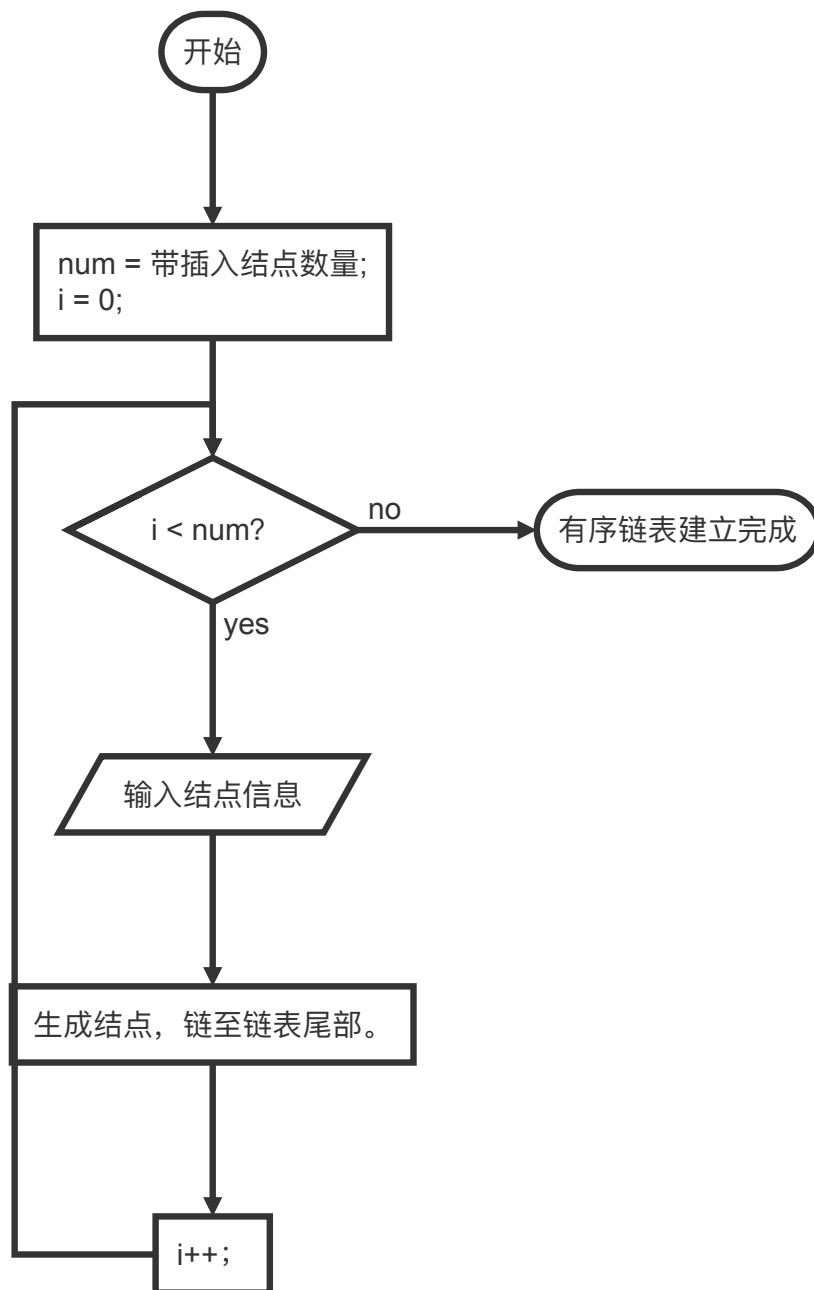 开始
num = 带插入结点数量;
i = 0;
i < num?
no
有序链表建立完成
yes
输入结点信息
生成结点，链至链表尾部。
i++；